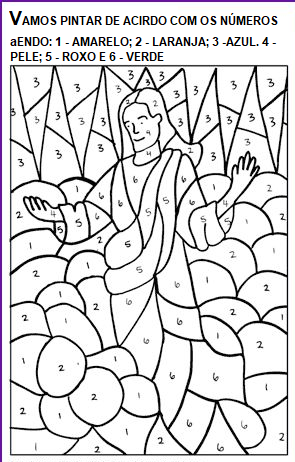 VAMOS PINTAR DE ACIRDO COM OS NÚMEROS
aENDO: 1 - AMARELO; 2 - LARANJA; 3 -AZUL. 4 -
PELE; 5 - ROXO E 6 - VERDE